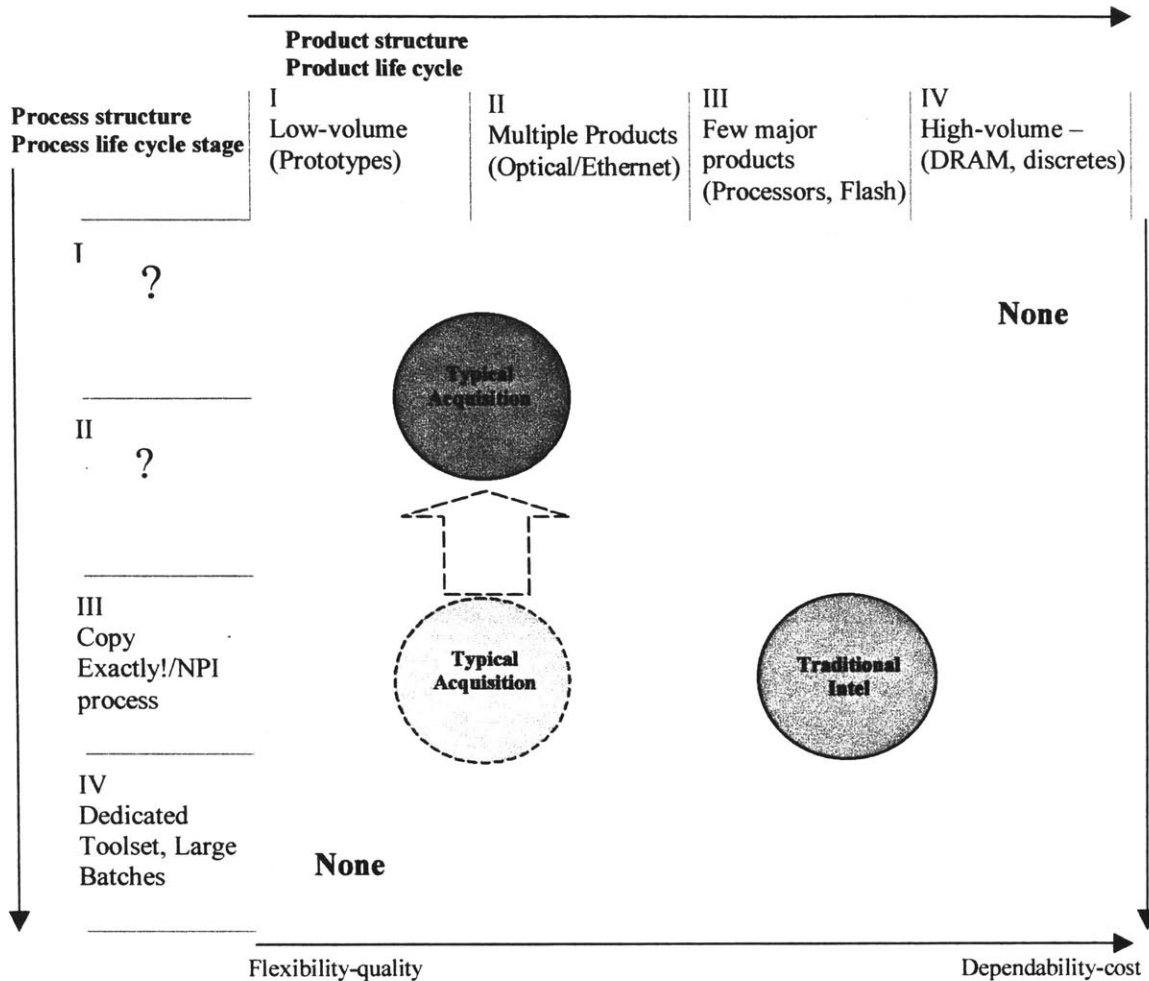 Product structure
Product life cycle
Process structure
Process life cycle stage
I
Low-volume
(Prototypes)
II
Multiple Products
(Optical/Ethernet)
III
Few major
products
(Processors, Flash)
IV
High-volume –
(DRAM, discretes)
I
?
None
Typical
Acquisition
II
?
III
Copy
Exactly!/NPI
process
Typical
Acquisition
Traditional
Intel
IV
Dedicated
Toolset, Large
Batches
None
Flexibility-quality
Dependability-cost